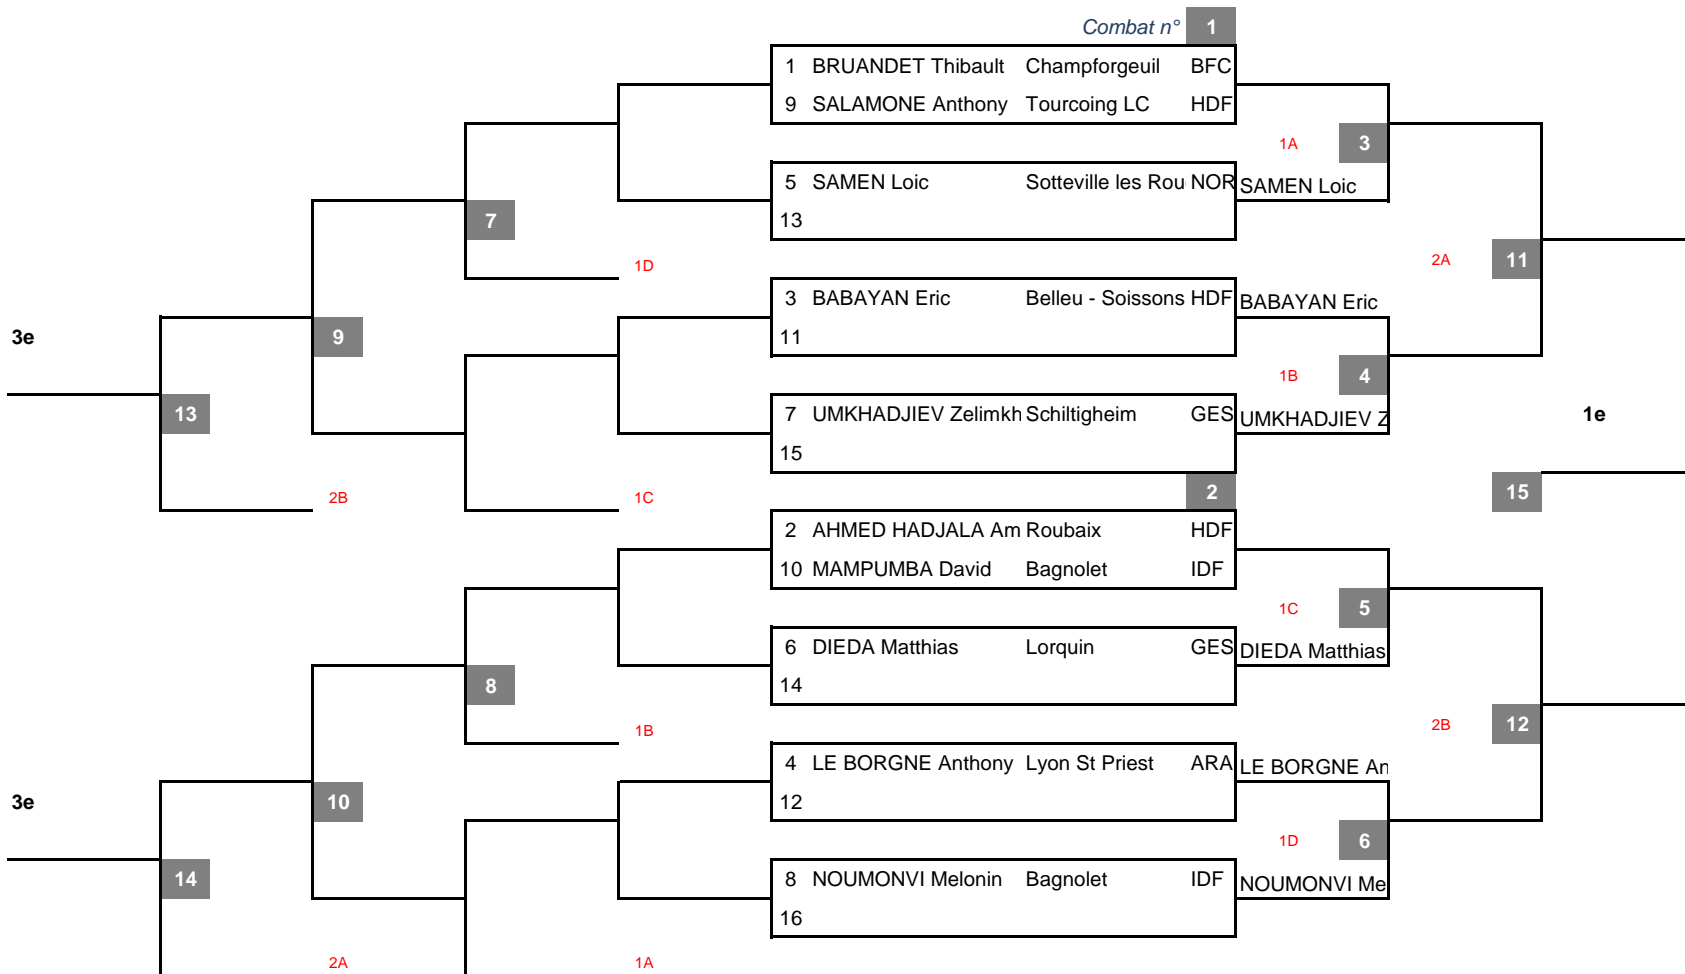 Combat n° 1
1 BRUANDET Thibault Champforgeuil BFC
9 SALAMONE Anthony Tourcoing LC HDF
1A 3
5 SAMEN Loic Sotteville les Rou NOR SAMEN Loic
7 13
1D 2A 11
3 BABAYAN Eric Belleu - Soissons HDF BABAYAN Eric
3e 9 11
1B 4
13 7 UMKHADJIEV Zelimkh Schiltigheim GES UMKHADJIEV Z 1e
15
2B 1C 2 15
2 AHMED HADJALA Am Roubaix HDF
10 MAMPUMBA David Bagnolet IDF
1C 5
6 DIEDA Matthias Lorquin GES DIEDA Matthias
8 14
1B 2B 12
4 LE BORGNE Anthony Lyon St Priest ARA LE BORGNE An
3e 10 12
1D 6
14 8 NOUMONVI Melonin Bagnolet IDF NOUMONVI Me
16
2A 1A